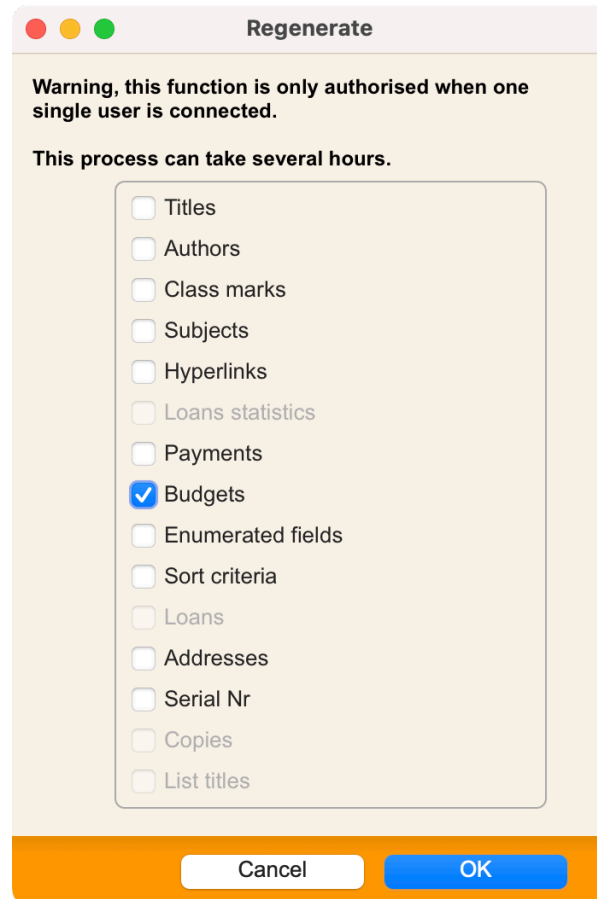 Regenerate
Warning, this function is only authorised when one
single user is connected.
This process can take several hours.
Titles
Authors
Class marks
Subjects
Hyperlinks
Loans statistics
Payments
Budgets
Enumerated fields
Sort criteria
Loans
Addresses
Serial Nr
Copies
List titles
Cancel
OK